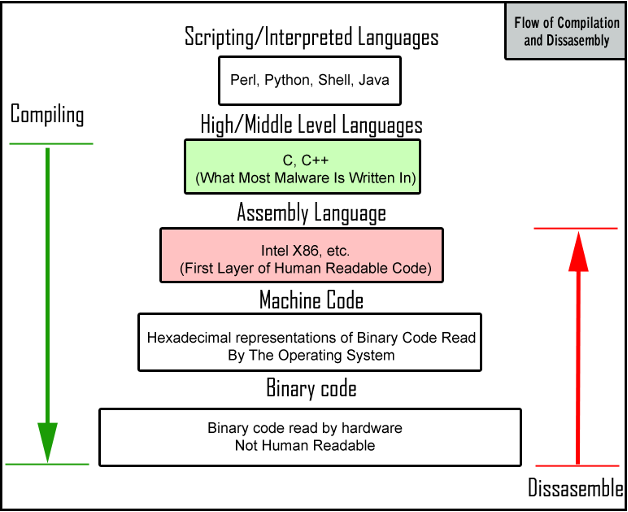 Flow of Compilation
and Dissasembly
Scripting/Interpreted Languages
Perl, Python, Shell, Java
Compiling
High/Middle Level Languages
C, C++
(What Most Malware Is Written In)
Assembly Language
Intel X86, etc.
(First Layer of Human Readable Code)
Machine Code
Hexadecimal representations of Binary Code Read
By The Operating System
Binary code
Binary code read by hardware
Not Human Readable
Dissasemble